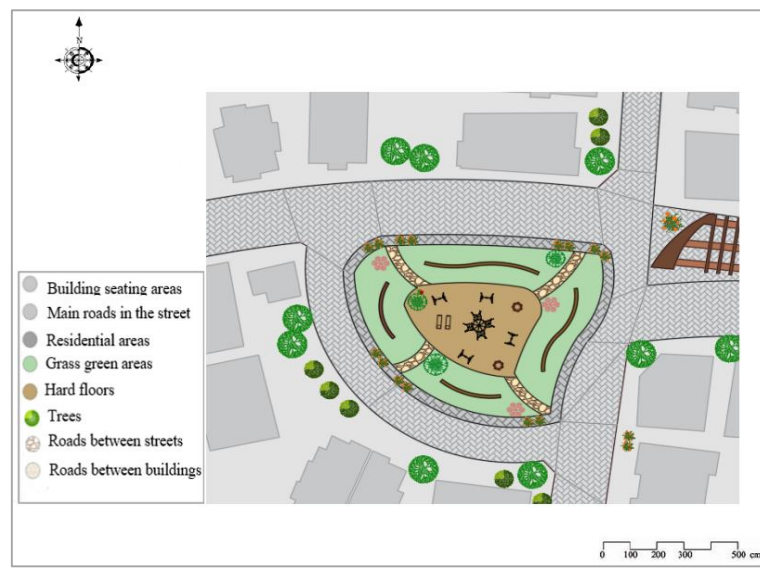 N
Building seating areas
Main roads in the street
Residential areas
Grass green areas
Hard floors
Trees
Roads between streets
Roads between buildings
0 100 200 300 500 cm